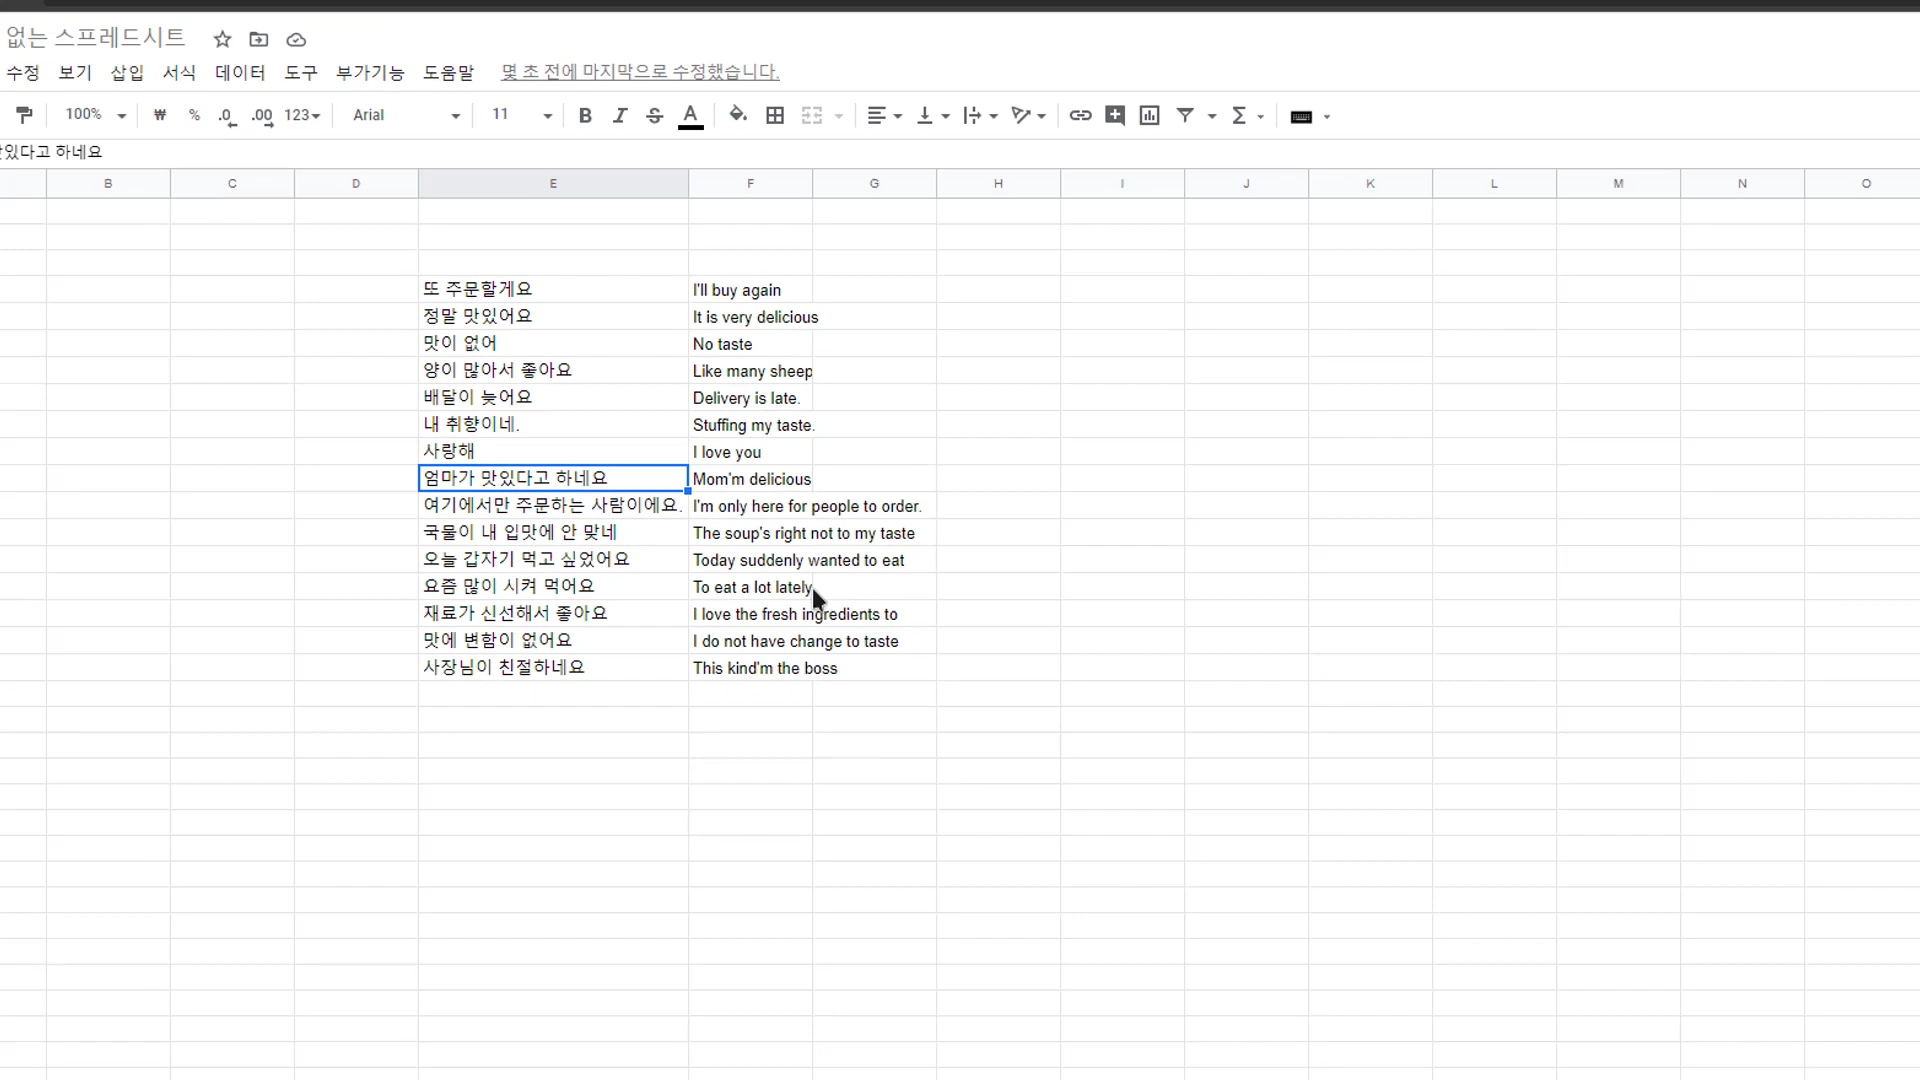 없는 스프레드시트
수정 보기 삽입 서식 데이터 도구 부가기능 도움말 몇 초 전에 마지막으로 수정했습니다.
100% ₩ % .0 .00 123 Arial 11 B I S A
있다고 하네요
B C D E F G H I J K L M N O
또 주문할게요 I'll buy again
정말 맛있어요 It is very delicious
맛이 없어 No taste
양이 많아서 좋아요 Like many sheep
배달이 늦어요 Delivery is late.
내 취향이네. Stuffing my taste.
사랑해 I love you
엄마가 맛있다고 하네요 Mom'm delicious
여기에서만 주문하는 사람이에요. I'm only here for people to order.
국물이 내 입맛에 안 맞네 The soup's right not to my taste
오늘 갑자기 먹고 싶었어요 Today suddenly wanted to eat
요즘 많이 시켜 먹어요 To eat a lot lately
재료가 신선해서 좋아요 I love the fresh ingredients to
맛에 변함이 없어요 I do not have change to taste
사장님이 친절하네요 This kind'm the boss